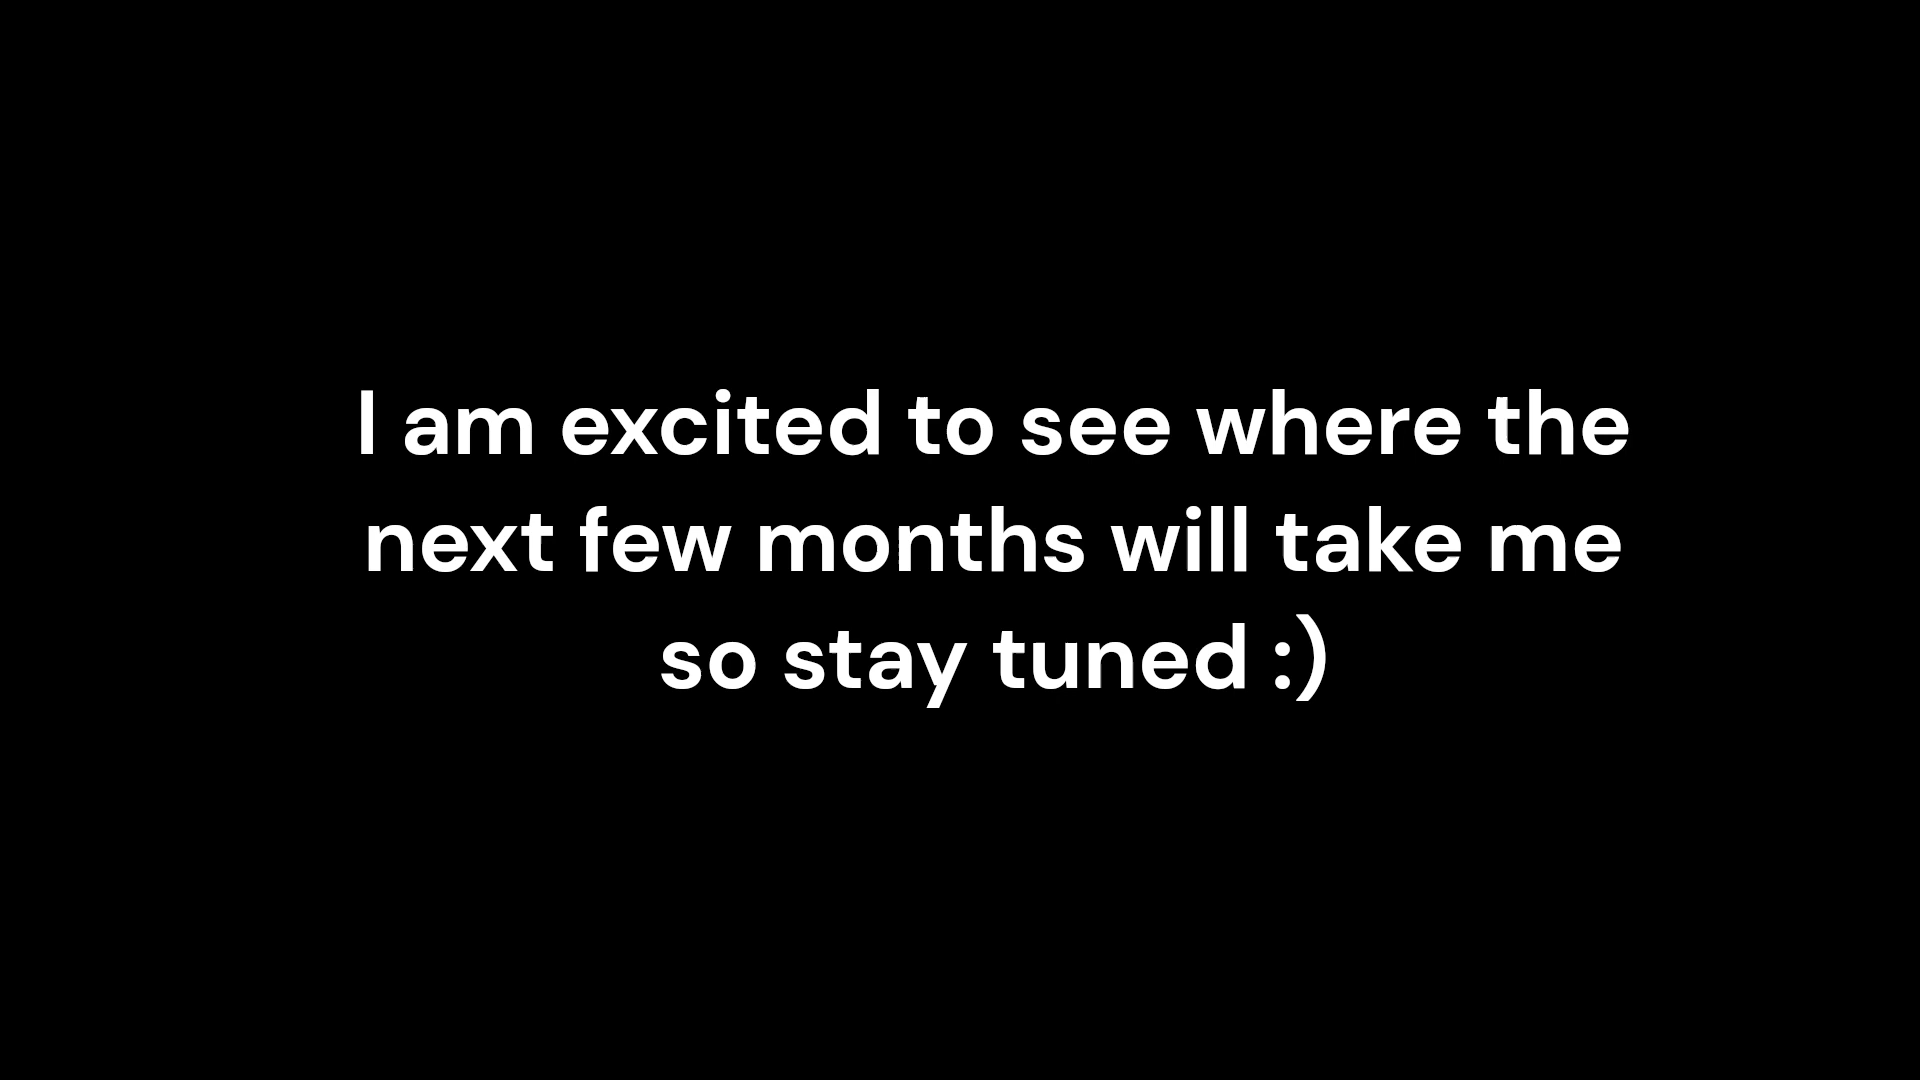 I am excited to see where the
next few months will take me
so stay tuned :)